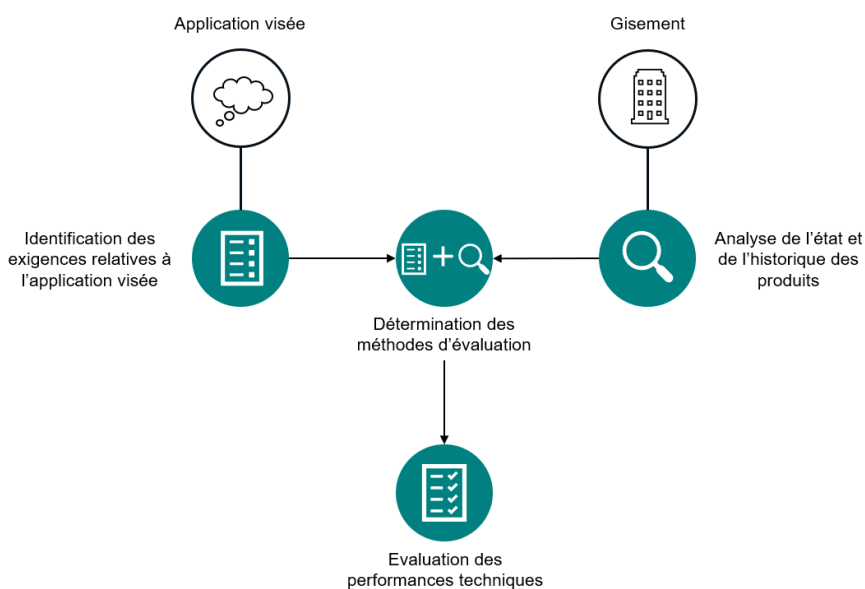 Application visée
Gisement
Identification des
exigences relatives à
l’application visée
Analyse de l’état et
de l’historique des
produits
Détermination des
méthodes d’évaluation
Evaluation des
performances techniques